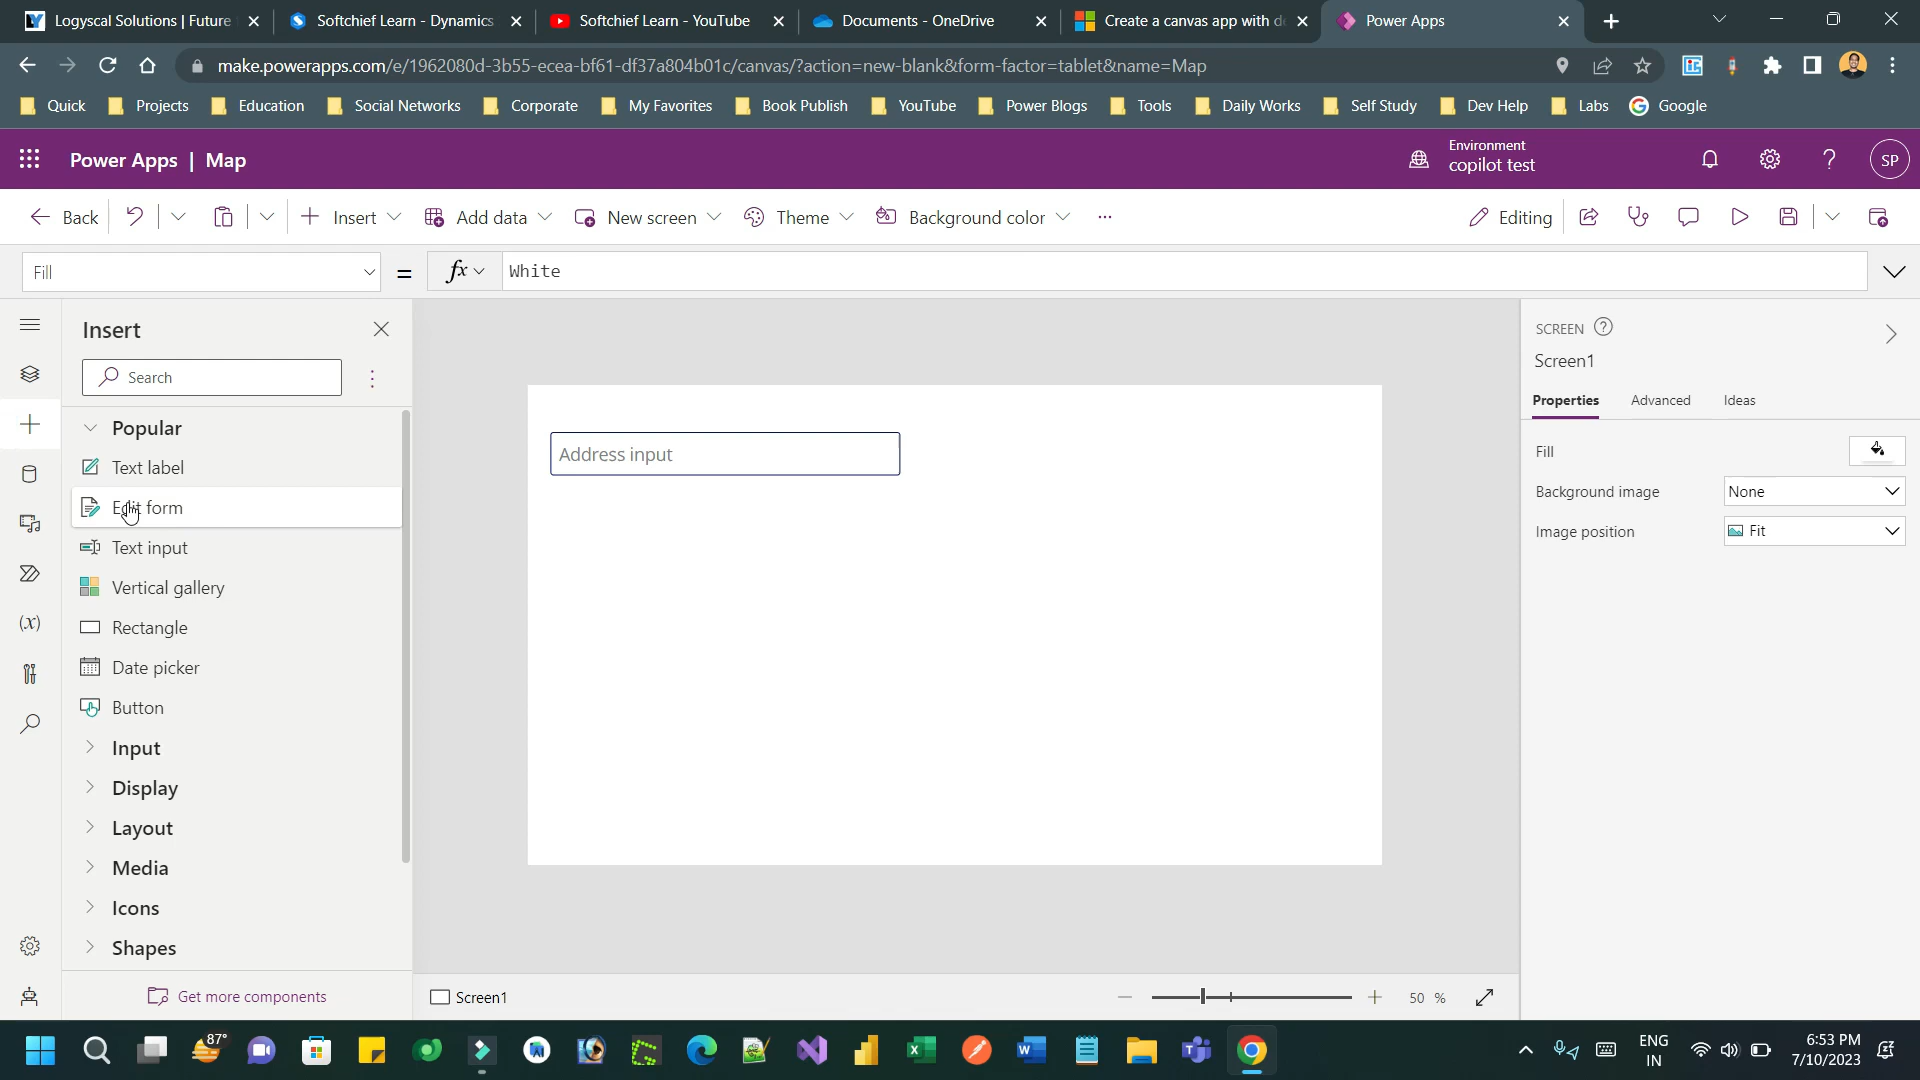 Logyscal Solutions | Future
Softchief Learn - Dynamics
Softchief Learn - YouTube
Documents - OneDrive
Create a canvas app with d
Power Apps
make.powerapps.com/e/1962080d-3b55-ecea-bf61-df37a804b01c/canvas/?action=new-blank&form-factor=tablet&name=Map
Quick
Projects
Education
Social Networks
Corporate
My Favorites
Book Publish
YouTube
Power Blogs
Tools
Daily Works
Self Study
Dev Help
Labs
Google
Power Apps | Map
Environment
copilot test
SP
Back
Insert
Add data
New screen
Theme
Background color
Editing
Fill
=
fx
White
Insert
Search
Popular
Text label
Edit form
Text input
Vertical gallery
Rectangle
Date picker
Button
Input
Display
Layout
Media
Icons
Shapes
Get more components
(x)
Address input
SCREEN
Screen1
Properties
Advanced
Ideas
Fill
Background image
None
Image position
Fit
Screen1
50 %
87°
ENG
IN
6:53 PM
7/10/2023